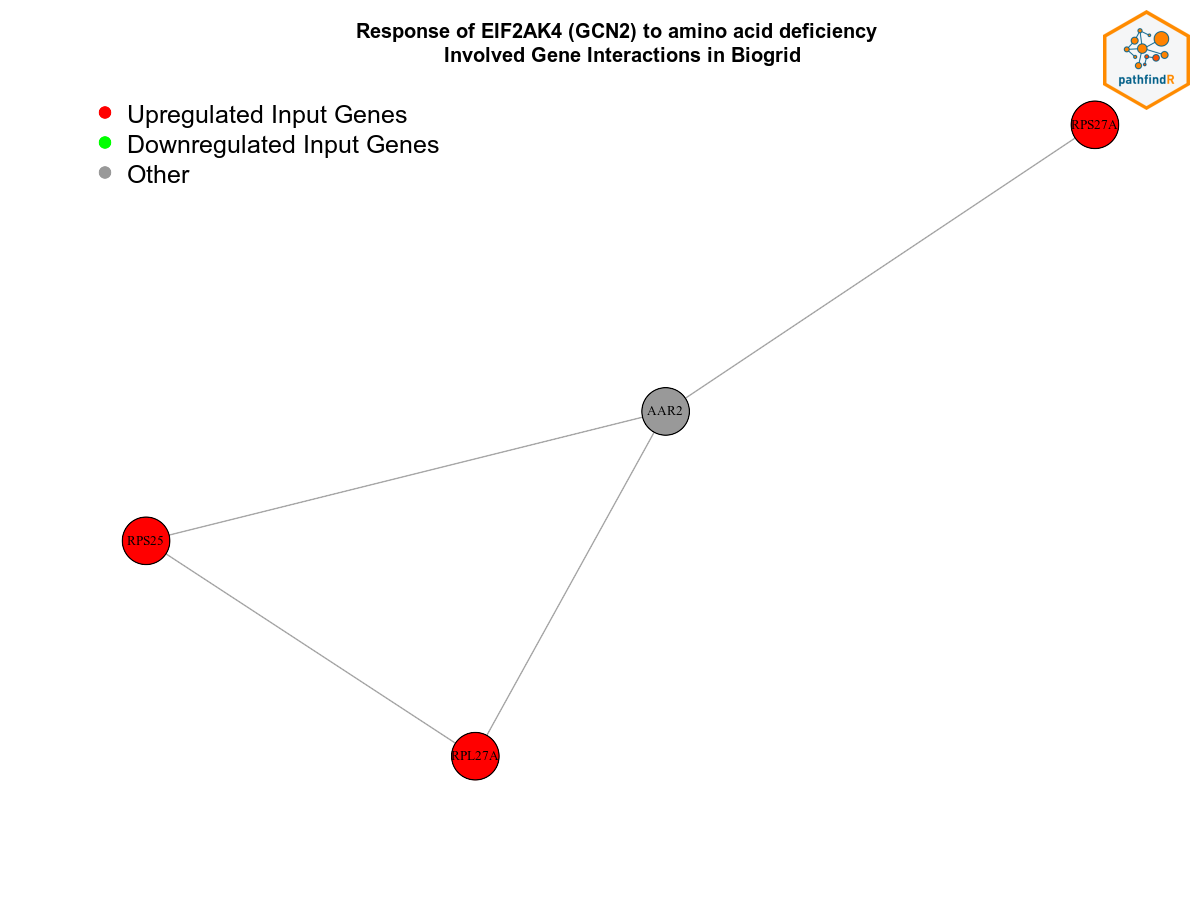 Response of EIF2AK4 (GCN2) to amino acid deficiency
Involved Gene Interactions in Biogrid
pathfindR
Upregulated Input Genes
Downregulated Input Genes
Other
RPS27A
AAR2
RPS25
RPL27A